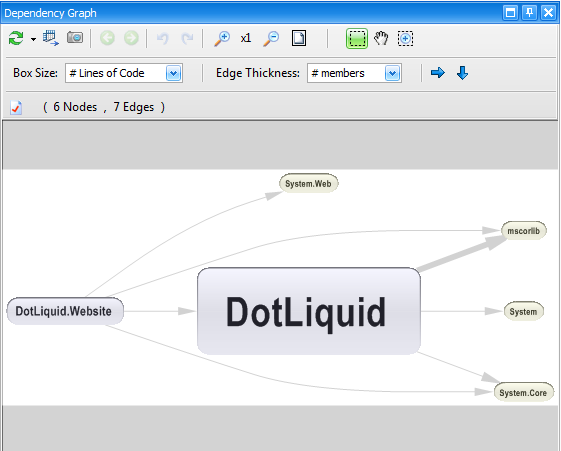 Dependency Graph
x1
Box Size: # Lines of Code Edge Thickness: # members
( 6 Nodes , 7 Edges )
System.Web
mscorlib
DotLiquid.Website
DotLiquid
System
System.Core